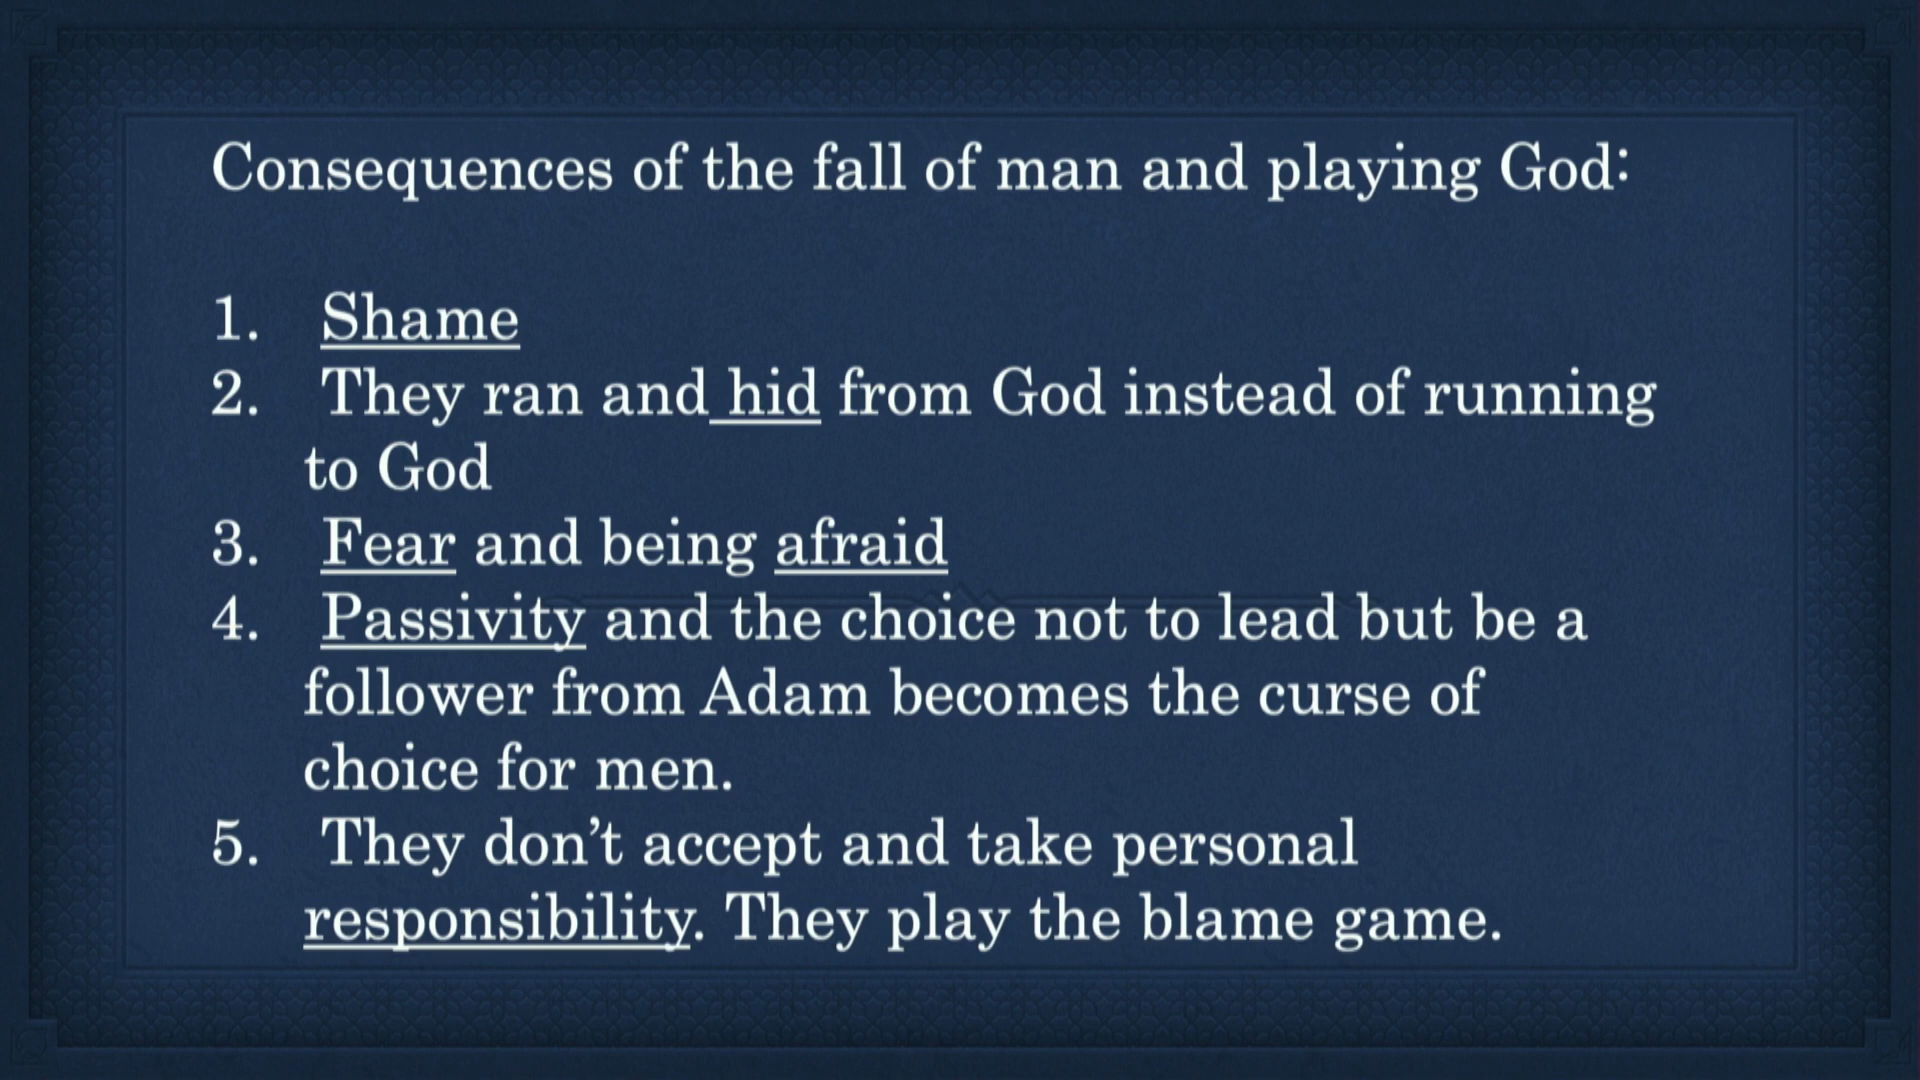 Consequences of the fall of man and playing God:
1. Shame
2. They ran and hid from God instead of running
to God
3. Fear and being afraid
4. Passivity and the choice not to lead but be a
follower from Adam becomes the curse of
choice for men.
5. They don’t accept and take personal
responsibility. They play the blame game.